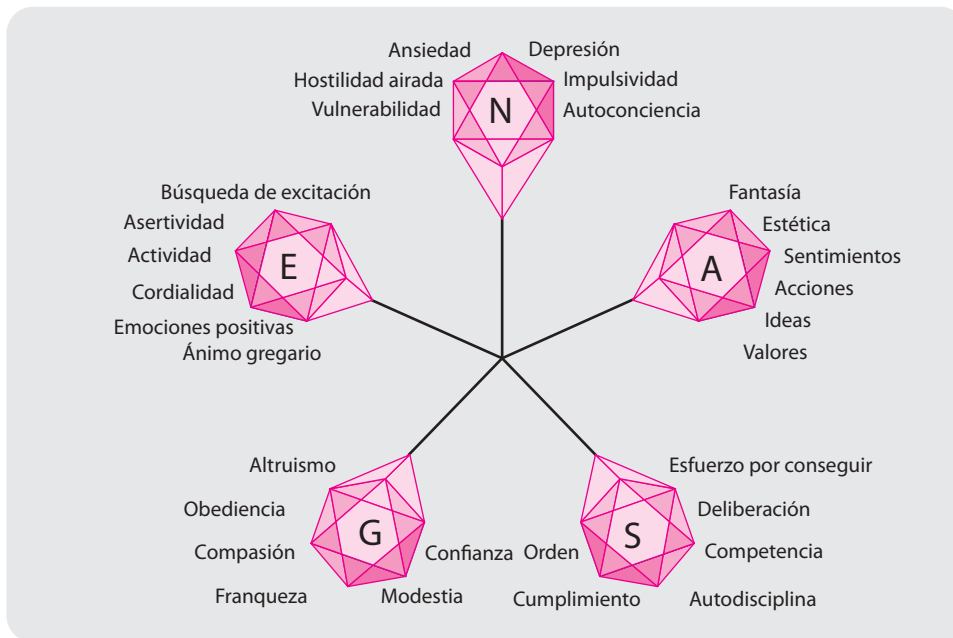 Ansiedad
Depresión
Hostilidad airada
Impulsividad
Vulnerabilidad
Autoconciencia
N
Búsqueda de excitación
Asertividad
Actividad
Cordialidad
Emociones positivas
Ánimo gregario
E
Fantasía
Estética
Sentimientos
Acciones
Ideas
Valores
A
Altruismo
Obediencia
Compasión
Franqueza
Modestia
Confianza
G
Esfuerzo por conseguir
Deliberación
Competencia
Autodisciplina
Cumplimiento
Orden
S